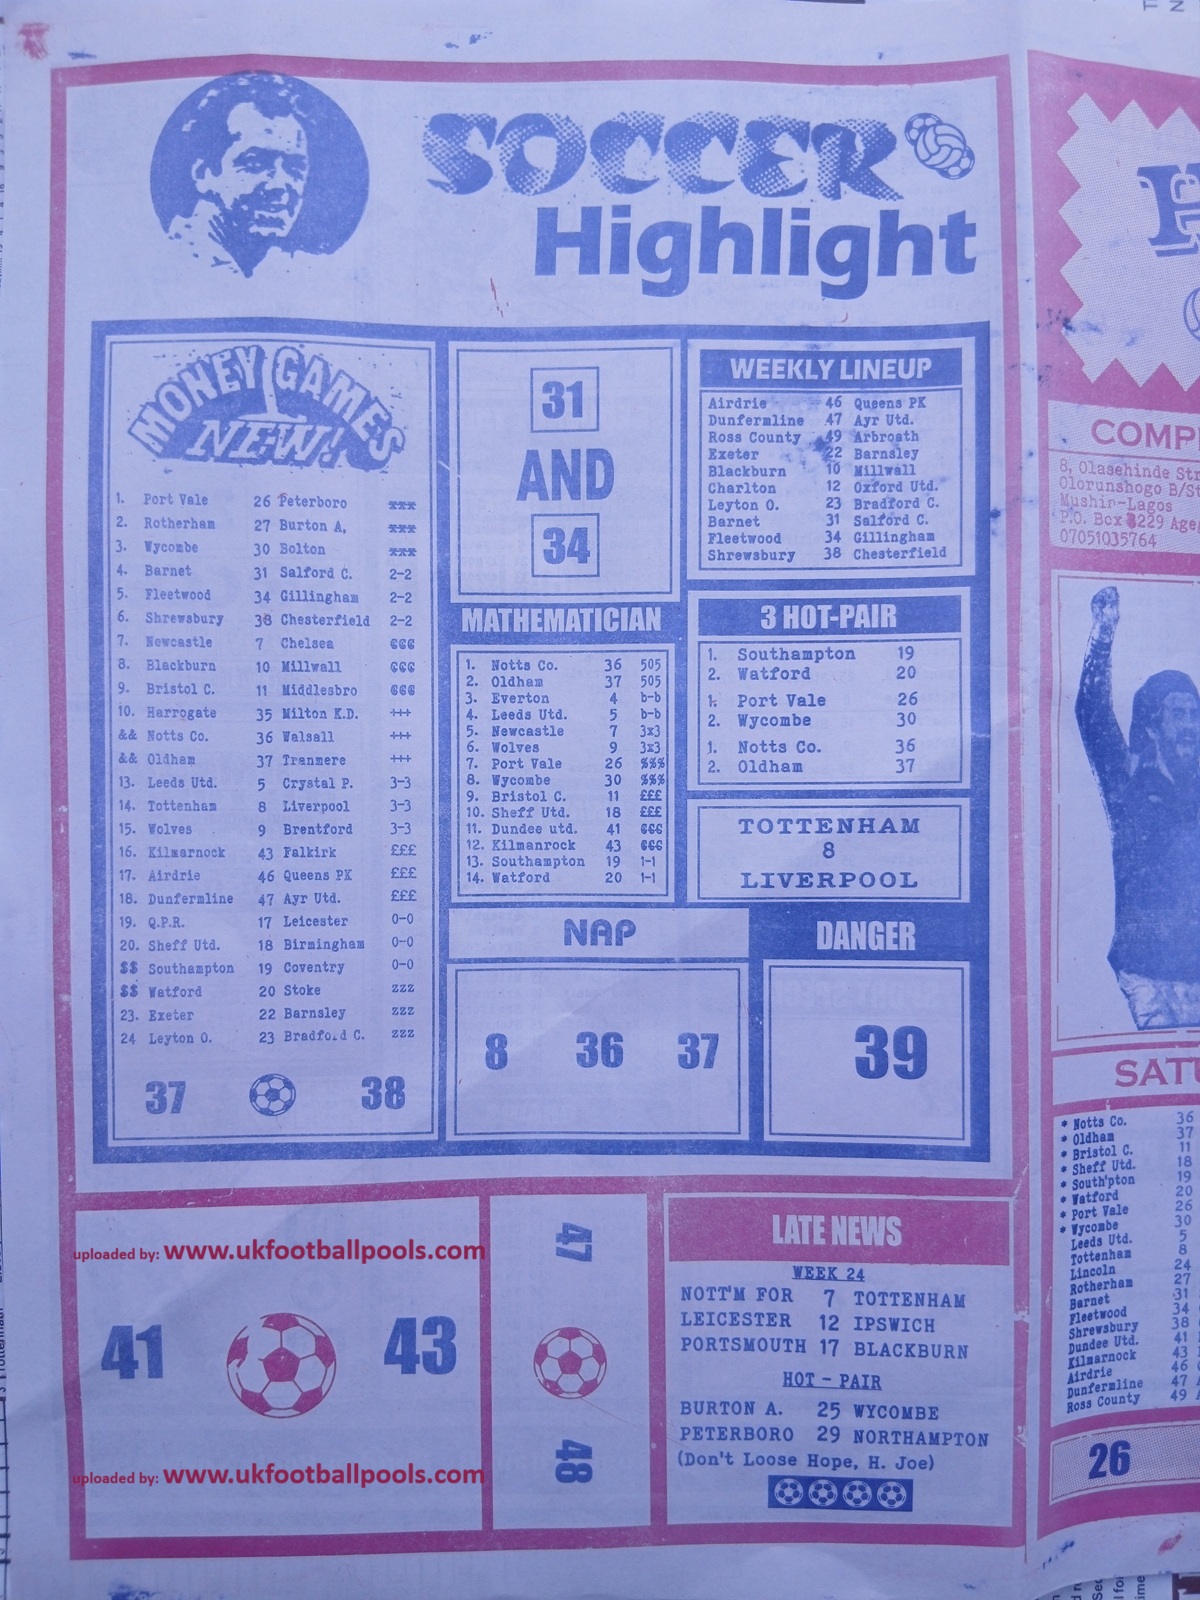 SOCCER
Highlight
MONEY GAMES
NEW!
1. Port Vale 26 Peterboro xxx
2. Rotherham 27 Burton A, xxx
3. Wycombe 30 Bolton xxx
4. Barnet 31 Salford C. 2-2
5. Fleetwood 34 Gillingham 2-2
6. Shrewsbury 38 Chesterfield 2-2
7. Newcastle 7 Chelsea GGG
8. Blackburn 10 Millwall GGG
9. Bristol C. 11 Middlesbro GGG
10. Harrogate 35 Milton K.D. +++
&& Notts Co. 36 Walsall +++
&& Oldham 37 Tranmere +++
13. Leeds Utd. 5 Crystal P. 3-3
14. Tottenham 8 Liverpool 3-3
15. Wolves 9 Brentford 3-3
16. Kilmarnock 43 Falkirk £££
17. Airdrie 46 Queens PK £££
18. Dunfermline 47 Ayr Utd. £££
19. Q.P.R. 17 Leicester 0-0
20. Sheff Utd. 18 Birmingham 0-0
$$ Southampton 19 Coventry 0-0
$$ Watford 20 Stoke zzz
23. Exeter 22 Barnsley zzz
24 Leyton O. 23 Bradford C. zzz
37 38
31
AND
34
MATHEMATICIAN
1. Notts Co. 36 505
2. Oldham 37 505
3. Everton 4 b-b
4. Leeds Utd. 5 b-b
5. Newcastle 7 3x3
6. Wolves 9 3x3
7. Port Vale 26 %%%
8. Wycombe 30 %%%
9. Bristol C. 11 £££
10. Sheff Utd. 18 £££
11. Dundee utd. 41 GGG
12. Kilmanrock 43 GGG
13. Southampton 19 1-1
14. Watford 20 1-1
WEEKLY LINEUP
Airdrie 46 Queens PK
Dunfermline 47 Ayr Utd.
Ross County 49 Arbroath
Exeter 22 Barnsley
Blackburn 10 Millwall
Charlton 12 Oxford Utd.
Leyton O. 23 Bradford C.
Barnet 31 Salford C.
Fleetwood 34 Gillingham
Shrewsbury 38 Chesterfield
3 HOT-PAIR
1. Southampton 19
2. Watford 20
1. Port Vale 26
2. Wycombe 30
1. Notts Co. 36
2. Oldham 37
TOTTENHAM
8
LIVERPOOL
NAP
8 36 37
DANGER
39
uploaded by: www.ukfootballpools.com
41 43
uploaded by: www.ukfootballpools.com
47
48
LATE NEWS
WEEK 24
NOTT'M FOR 7 TOTTENHAM
LEICESTER 12 IPSWICH
PORTSMOUTH 17 BLACKBURN
HOT - PAIR
BURTON A. 25 WYCOMBE
PETERBORO 29 NORTHAMPTON
(Don't Loose Hope, H. Joe)
H
COMP
8, Olasehinde Str
Olorunshogo B/St
Mushin-Lagos
P.O. Box 8229 Age
07051035764
SATU
* Notts Co. 36
* Oldham 37
* Bristol C. 11
* Sheff Utd. 18
* South'pton 19
* Watford 20
* Port Vale 26
* Wycombe 30
Leeds Utd. 5
Tottenham 8
Lincoln 24
Rotherham 27
Barnet 31
Fleetwood 34
Shrewsbury 38
Dundee Utd. 41
Kilmarnock 43
Airdrie 46
Dunfermline 47
Ross County 49
26